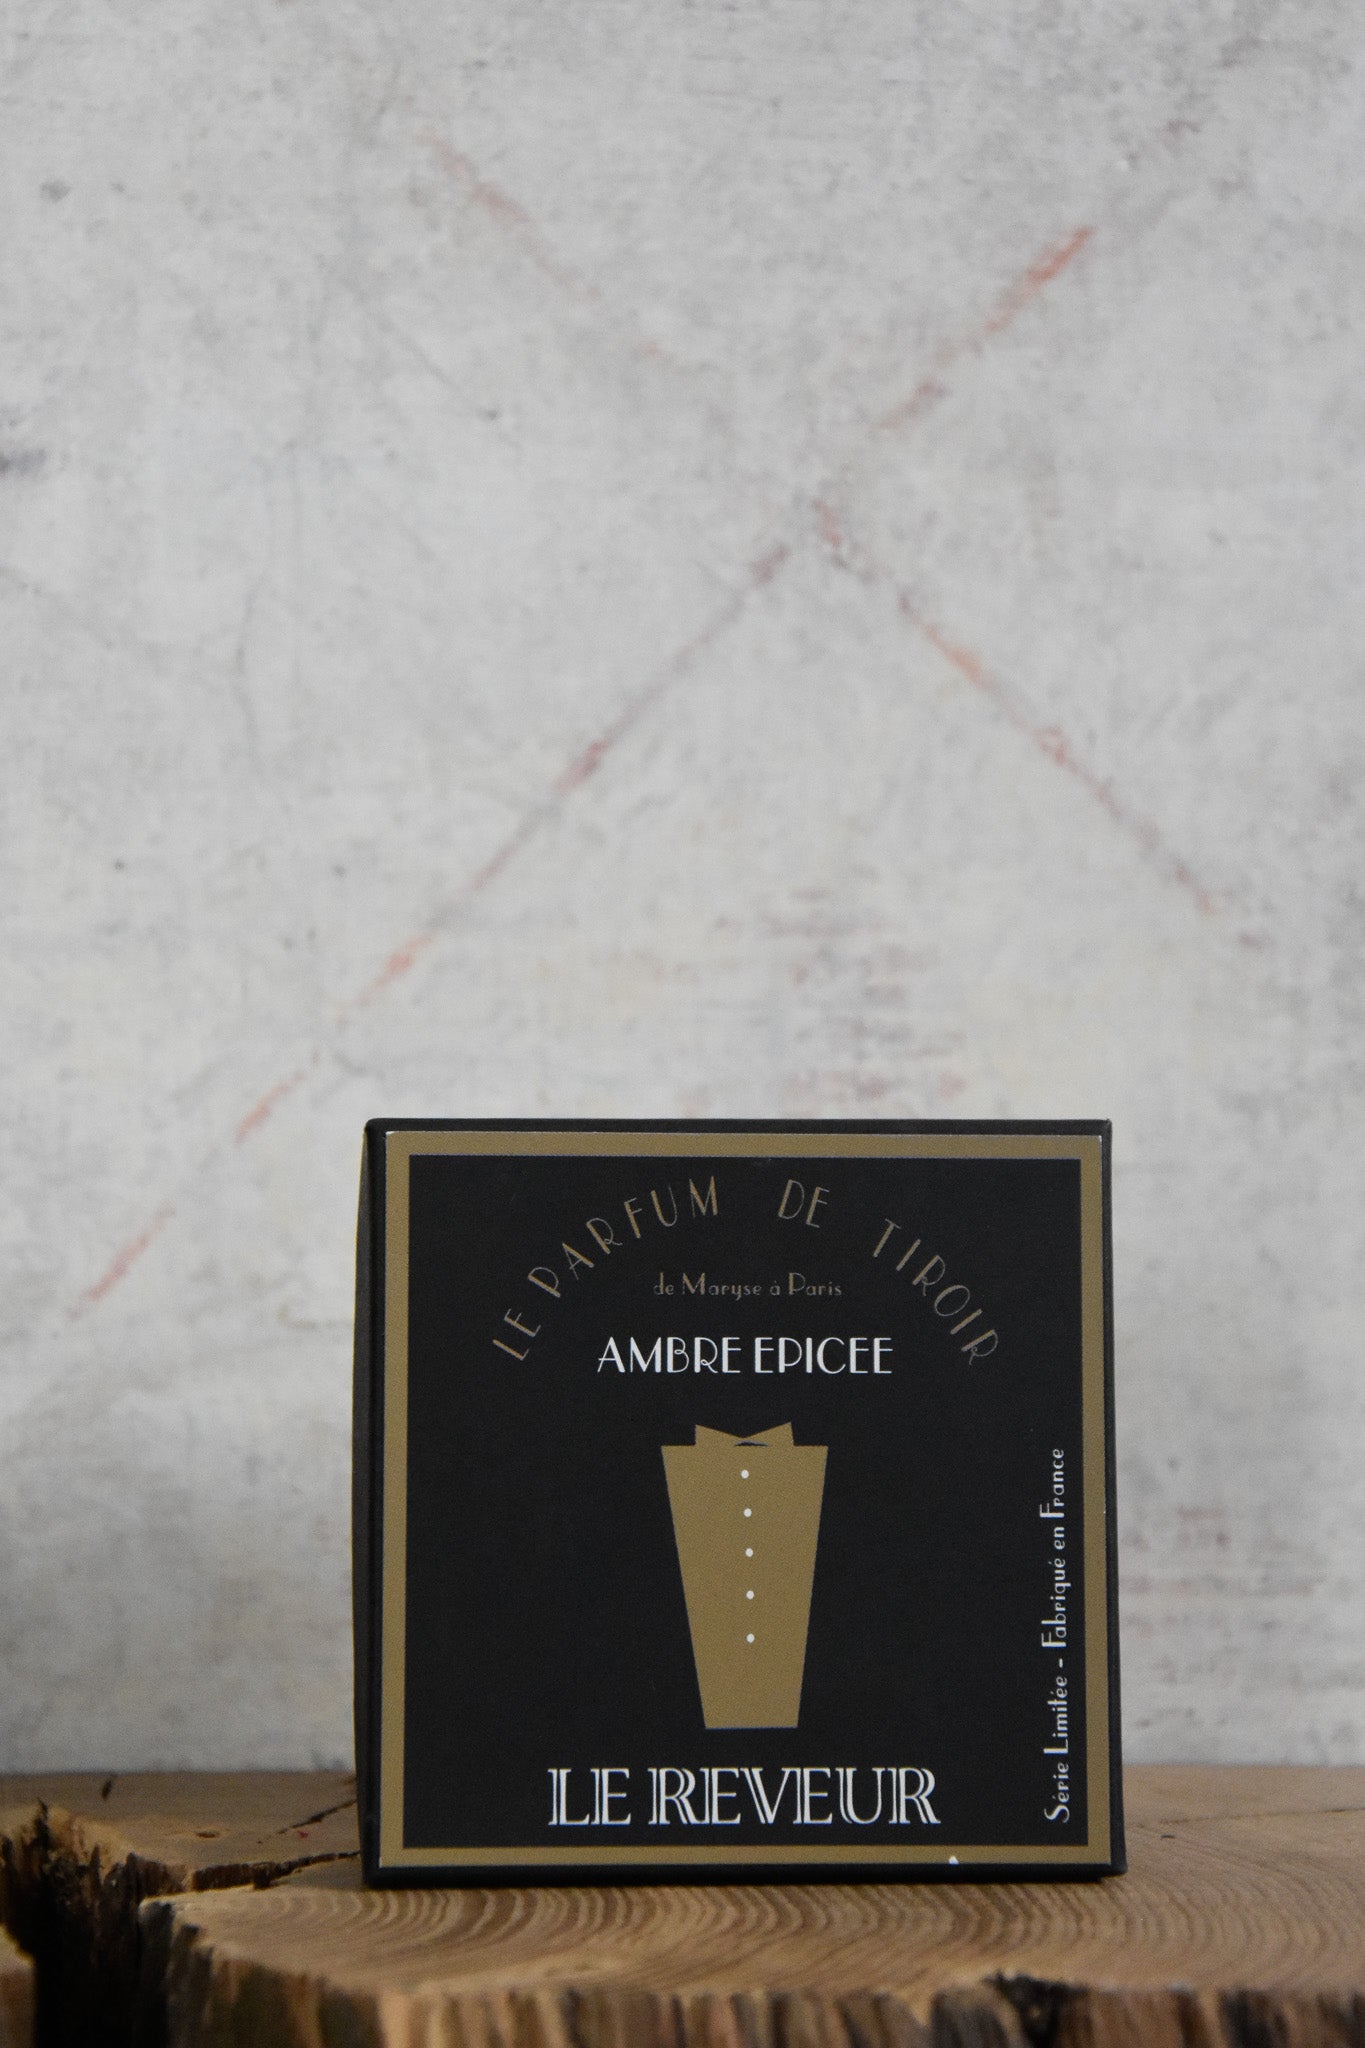 LE PARFUM DE TIROIR
de Maryse à Paris
AMBRE EPICEE
LE REVEUR
Série Limitée - Fabriqué en France